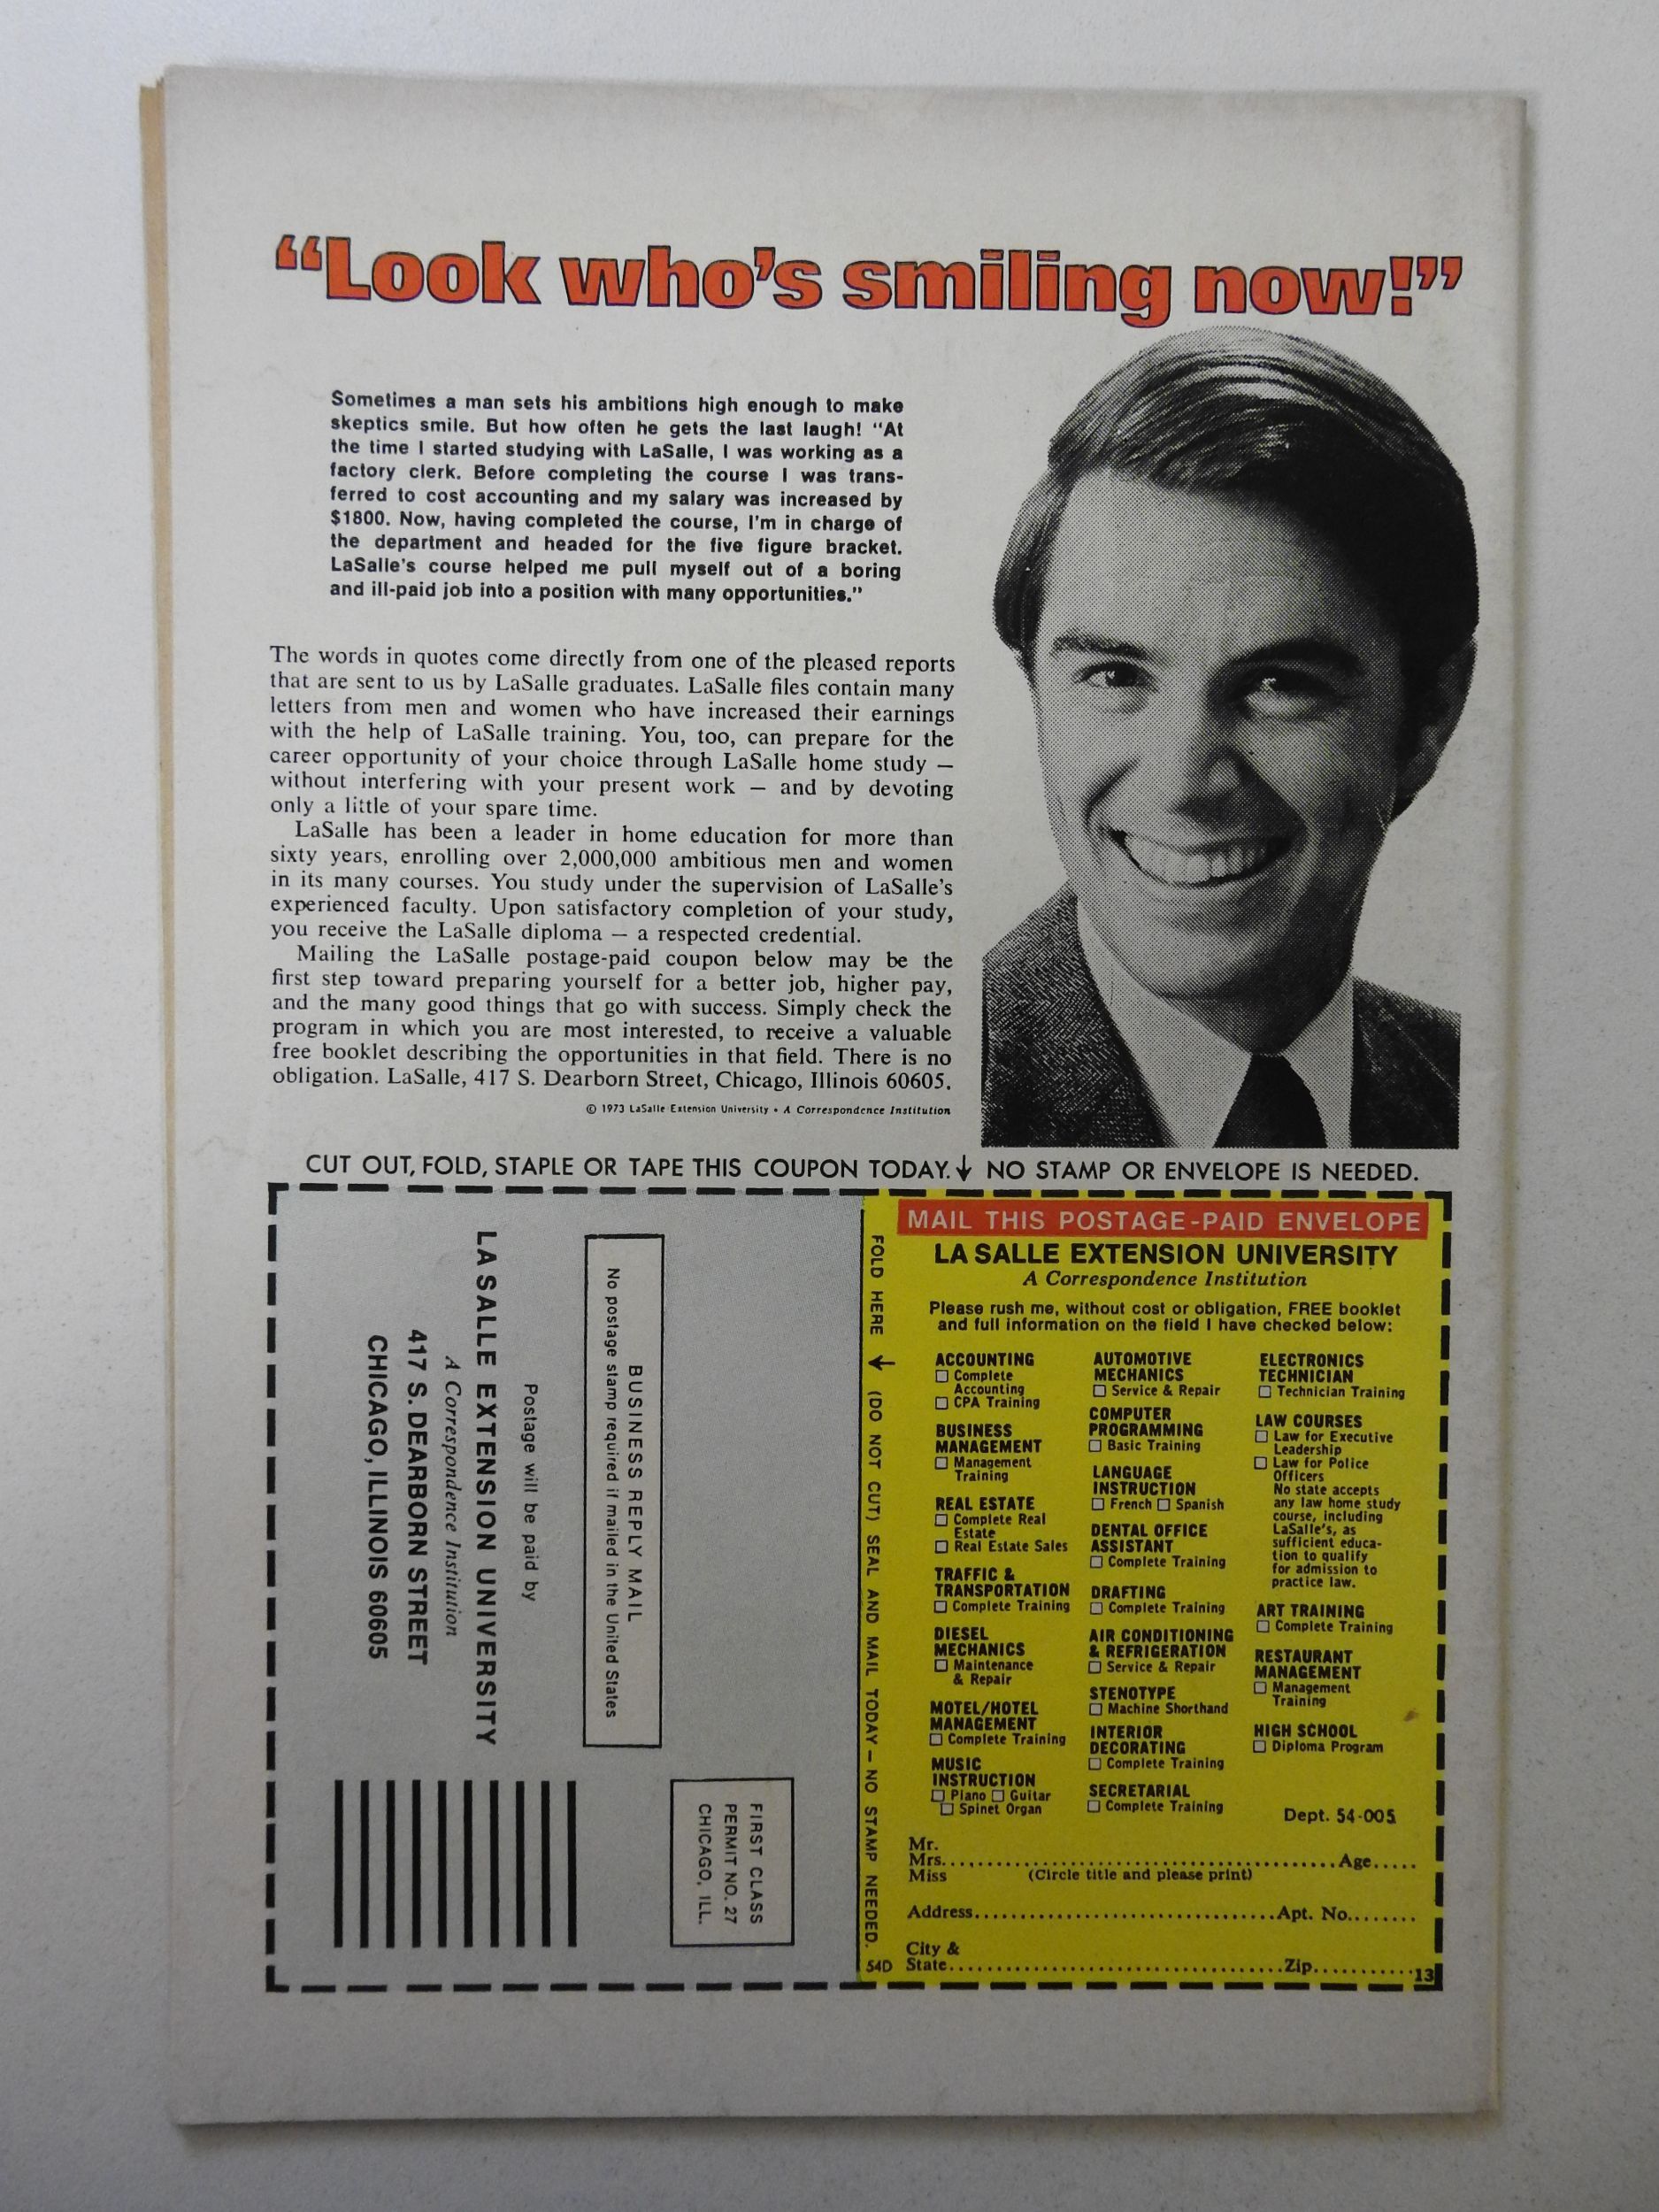 “Look who’s smiling now!”
Sometimes a man sets his ambitions high enough to make
skeptics smile. But how often he gets the last laugh! “At
the time I started studying with LaSalle, I was working as a
factory clerk. Before completing the course I was trans-
ferred to cost accounting and my salary was increased by
$1800. Now, having completed the course, I’m in charge of
the department and headed for the five figure bracket.
LaSalle’s course helped me pull myself out of a boring
and ill-paid job into a position with many opportunities.”
The words in quotes come directly from one of the pleased reports
that are sent to us by LaSalle graduates. LaSalle files contain many
letters from men and women who have increased their earnings
with the help of LaSalle training. You, too, can prepare for the
career opportunity of your choice through LaSalle home study —
without interfering with your present work — and by devoting
only a little of your spare time.
LaSalle has been a leader in home education for more than
sixty years, enrolling over 2,000,000 ambitious men and women
in its many courses. You study under the supervision of LaSalle’s
experienced faculty. Upon satisfactory completion of your study,
you receive the LaSalle diploma — a respected credential.
Mailing the LaSalle postage-paid coupon below may be the
first step toward preparing yourself for a better job, higher pay,
and the many good things that go with success. Simply check the
program in which you are most interested, to receive a valuable
free booklet describing the opportunities in that field. There is no
obligation. LaSalle, 417 S. Dearborn Street, Chicago, Illinois 60605.
© 1973 LaSalle Extension University • A Correspondence Institution
CUT OUT, FOLD, STAPLE OR TAPE THIS COUPON TODAY.↓ NO STAMP OR ENVELOPE IS NEEDED.
FIRST CLASS
PERMIT NO. 27
CHICAGO, ILL.
BUSINESS REPLY MAIL
No postage stamp required if mailed in the United States
Postage will be paid by
LA SALLE EXTENSION UNIVERSITY
A Correspondence Institution
417 S. DEARBORN STREET
CHICAGO, ILLINOIS 60605
FOLD HERE → (DO NOT CUT) SEAL AND MAIL TODAY — NO STAMP NEEDED.
54D
MAIL THIS POSTAGE-PAID ENVELOPE
LA SALLE EXTENSION UNIVERSITY
A Correspondence Institution
Please rush me, without cost or obligation, FREE booklet
and full information on the field I have checked below:
ACCOUNTING
☐ Complete
Accounting
☐ CPA Training
BUSINESS
MANAGEMENT
☐ Management
Training
REAL ESTATE
☐ Complete Real
Estate
☐ Real Estate Sales
TRAFFIC &
TRANSPORTATION
☐ Complete Training
DIESEL
MECHANICS
☐ Maintenance
& Repair
MOTEL/HOTEL
MANAGEMENT
☐ Complete Training
MUSIC
INSTRUCTION
☐ Piano ☐ Guitar
☐ Spinet Organ
AUTOMOTIVE
MECHANICS
☐ Service & Repair
COMPUTER
PROGRAMMING
☐ Basic Training
LANGUAGE
INSTRUCTION
☐ French ☐ Spanish
DENTAL OFFICE
ASSISTANT
☐ Complete Training
DRAFTING
☐ Complete Training
AIR CONDITIONING
& REFRIGERATION
☐ Service & Repair
STENOTYPE
☐ Machine Shorthand
INTERIOR
DECORATING
☐ Complete Training
SECRETARIAL
☐ Complete Training
ELECTRONICS
TECHNICIAN
☐ Technician Training
LAW COURSES
☐ Law for Executive
Leadership
☐ Law for Police
Officers
No state accepts
any law home study
course, including
LaSalle’s, as
sufficient educa-
tion to qualify
for admission to
practice law.
ART TRAINING
☐ Complete Training
RESTAURANT
MANAGEMENT
☐ Management
Training
HIGH SCHOOL
☐ Diploma Program
Dept. 54-005
Mr.
Mrs. Age
Miss (Circle title and please print)
Address Apt. No.
City &
State Zip 13